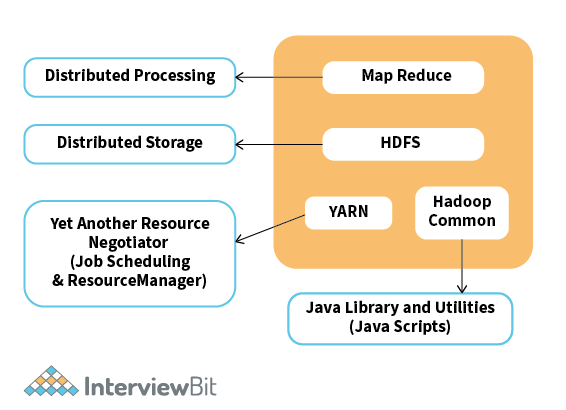 Distributed Processing
Map Reduce
Distributed Storage
HDFS
Yet Another Resource
Negotiator
(Job Scheduling
& ResourceManager)
YARN
Hadoop
Common
Java Library and Utilities
(Java Scripts)
InterviewBit